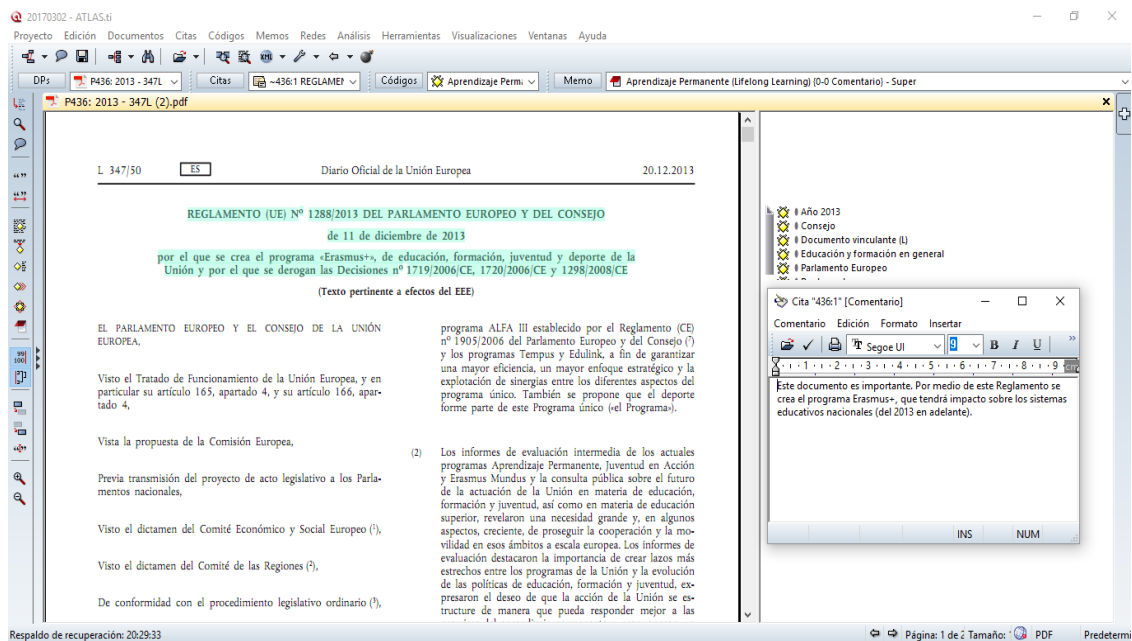 20170302 - ATLAS.ti
Proyecto Edición Documentos Citas Códigos Memos Redes Análisis Herramientas Visualizaciones Ventanas Ayuda
DPs P436: 2013 - 347L Citas ~436:1 REGLAMEN Códigos Aprendizaje Perm Memo Aprendizaje Permanente (Lifelong Learning) {0-0 Comentario} - Super
P436: 2013 - 347L (2).pdf
L 347/50 ES Diario Oficial de la Unión Europea 20.12.2013
REGLAMENTO (UE) Nº 1288/2013 DEL PARLAMENTO EUROPEO Y DEL CONSEJO
de 11 de diciembre de 2013
por el que se crea el programa «Erasmus+», de educación, formación, juventud y deporte de la
Unión y por el que se derogan las Decisiones nº 1719/2006/CE, 1720/2006/CE y 1298/2008/CE
(Texto pertinente a efectos del EEE)
EL PARLAMENTO EUROPEO Y EL CONSEJO DE LA UNIÓN
EUROPEA,
Visto el Tratado de Funcionamiento de la Unión Europea, y en
particular su artículo 165, apartado 4, y su artículo 166, apar-
tado 4,
Vista la propuesta de la Comisión Europea,
Previa transmisión del proyecto de acto legislativo a los Parla-
mentos nacionales,
Visto el dictamen del Comité Económico y Social Europeo (1),
Visto el dictamen del Comité de las Regiones (2),
De conformidad con el procedimiento legislativo ordinario (3),
programa ALFA III establecido por el Reglamento (CE)
nº 1905/2006 del Parlamento Europeo y del Consejo (7)
y los programas Tempus y Edulink, a fin de garantizar
una mayor eficiencia, un mayor enfoque estratégico y la
explotación de sinergias entre los diferentes aspectos del
programa único. También se propone que el deporte
forme parte de este Programa único («el Programa»).
(2) Los informes de evaluación intermedia de los actuales
programas Aprendizaje Permanente, Juventud en Acción
y Erasmus Mundus y la consulta pública sobre el futuro
de la actuación de la Unión en materia de educación,
formación y juventud, así como en materia de educación
superior, revelaron una necesidad grande y, en algunos
aspectos, creciente, de proseguir la cooperación y la mo-
vilidad en esos ámbitos a escala europea. Los informes de
evaluación destacaron la importancia de crear lazos más
estrechos entre los programas de la Unión y la evolución
de las políticas de educación, formación y juventud, ex-
presaron el deseo de que la acción de la Unión se es-
tructure de manera que pueda responder mejor a las
Año 2013
Consejo
Documento vinculante (L)
Educación y formación en general
Parlamento Europeo
Cita "436:1" [Comentario]
Comentario Edición Formato Insertar
Segoe UI 9 B I U
1 2 3 4 5 6 7 8 9 cm
Este documento es importante. Por medio de este Reglamento se
crea el programa Erasmus+, que tendrá impacto sobre los sistemas
educativos nacionales (del 2013 en adelante).
INS NUM
Respaldo de recuperación: 20:29:33 Página: 1 de 2 Tamaño: PDF Predetermi